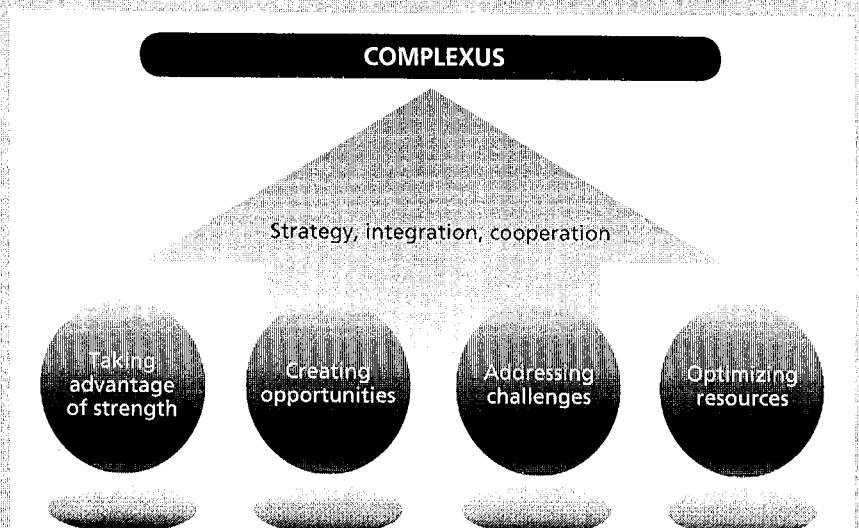 COMPLEXUS
Strategy, integration, cooperation
Taking
advantage
of strength
Creating
opportunities
Addressing
challenges
Optimizing
resources